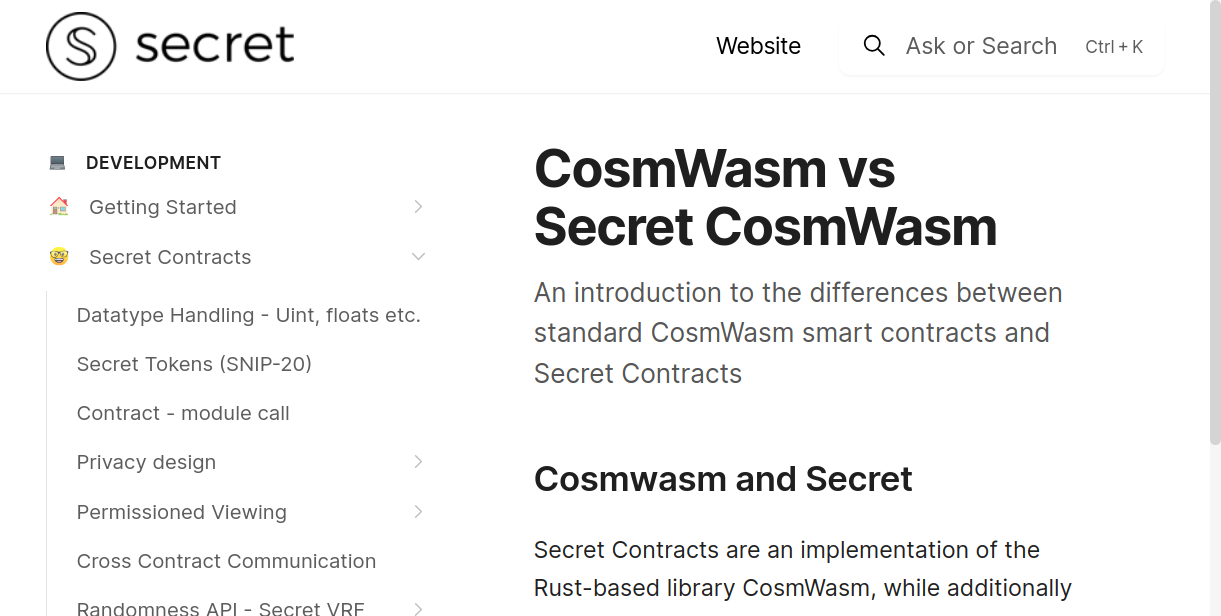 secret
Website
Ask or Search Ctrl + K
DEVELOPMENT
Getting Started
Secret Contracts
Datatype Handling - Uint, floats etc.
Secret Tokens (SNIP-20)
Contract - module call
Privacy design
Permissioned Viewing
Cross Contract Communication
Randomness API - Secret VRF
CosmWasm vs
Secret CosmWasm
An introduction to the differences between
standard CosmWasm smart contracts and
Secret Contracts
Cosmwasm and Secret
Secret Contracts are an implementation of the
Rust-based library CosmWasm, while additionally